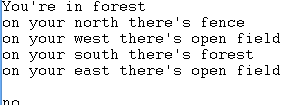 You're in forest
on your north there's fence
on your west there's open field
on your south there's forest
on your east there's open field
no